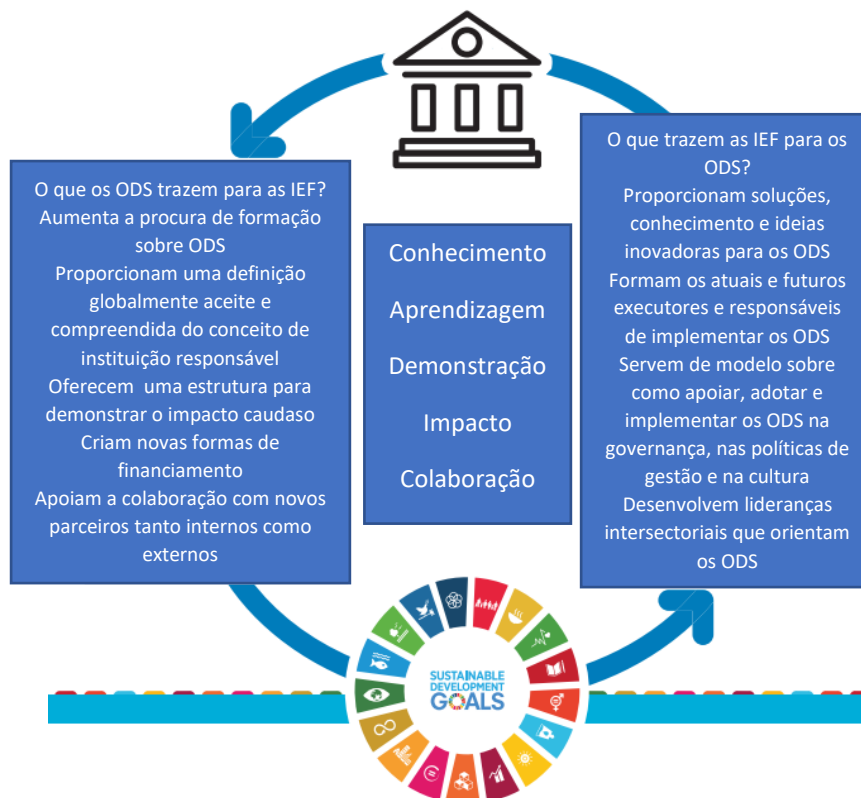 O que os ODS trazem para as IEF?
Aumenta a procura de formação
sobre ODS
Proporcionam uma definição
globalmente aceite e
compreendida do conceito de
instituição responsável
Oferecem uma estrutura para
demonstrar o impacto caudaso
Criam novas formas de
financiamento
Apoiam a colaboração com novos
parceiros tanto internos como
externos
Conhecimento
Aprendizagem
Demonstração
Impacto
Colaboração
O que trazem as IEF para os
ODS?
Proporcionam soluções,
conhecimento e ideias
inovadoras para os ODS
Formam os atuais e futuros
executores e responsáveis
de implementar os ODS
Servem de modelo sobre
como apoiar, adotar e
implementar os ODS na
governança, nas políticas de
gestão e na cultura
Desenvolvem lideranças
intersectoriais que orientam
os ODS
SUSTAINABLE
DEVELOPMENT
GOALS